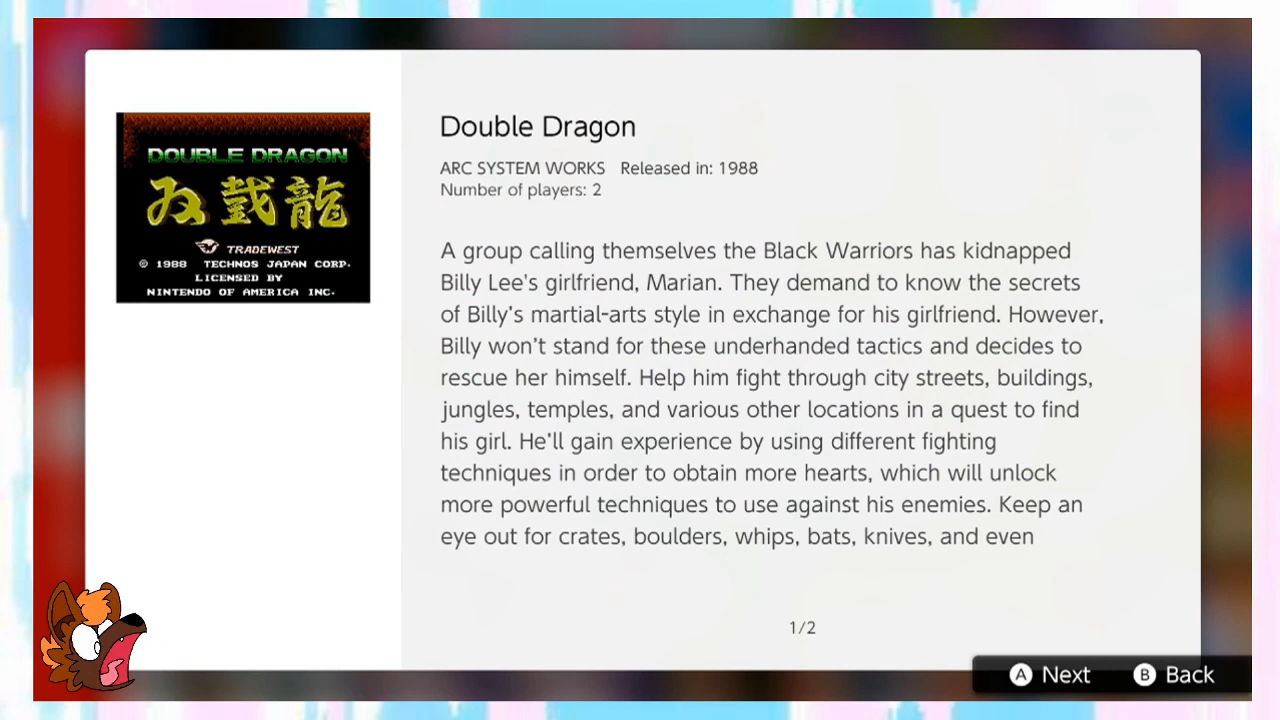 DOUBLE DRAGON
双截龍
TRADEWEST
© 1988 TECHNOS JAPAN CORP.
LICENSED BY
NINTENDO OF AMERICA INC.
Double Dragon
ARC SYSTEM WORKS Released in: 1988
Number of players: 2
A group calling themselves the Black Warriors has kidnapped
Billy Lee's girlfriend, Marian. They demand to know the secrets
of Billy's martial-arts style in exchange for his girlfriend. However,
Billy won't stand for these underhanded tactics and decides to
rescue her himself. Help him fight through city streets, buildings,
jungles, temples, and various other locations in a quest to find
his girl. He'll gain experience by using different fighting
techniques in order to obtain more hearts, which will unlock
more powerful techniques to use against his enemies. Keep an
eye out for crates, boulders, whips, bats, knives, and even
1/2
A Next B Back